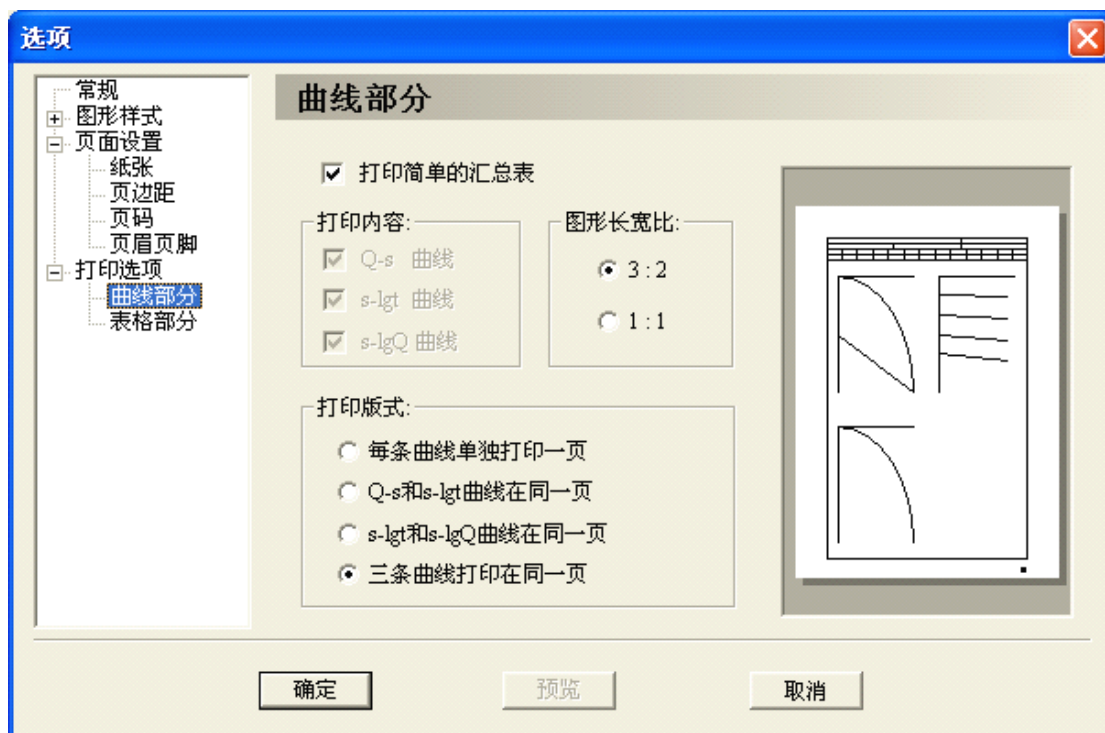 选项
常规
图形样式
页面设置
纸张
页边距
页码
页眉页脚
打印选项
曲线部分
表格部分
曲线部分
打印简单的汇总表
打印内容:
Q-s 曲线
s-lgt 曲线
s-lgQ 曲线
图形长宽比:
3 : 2
1 : 1
打印版式:
每条曲线单独打印一页
Q-s和s-lgt曲线在同一页
s-lgt和s-lgQ曲线在同一页
三条曲线打印在同一页
确定
预览
取消